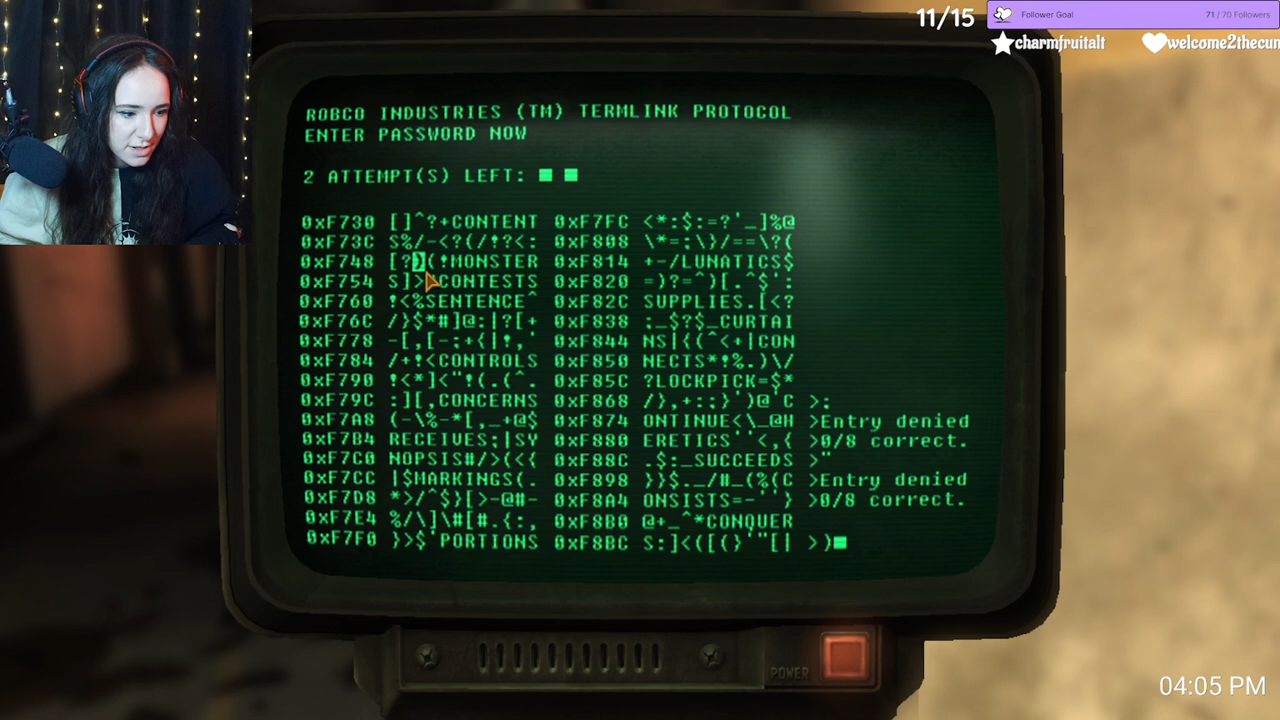 11/15
Follower Goal
71 / 70 Followers
charmfruitalt
welcome2thecun
ROBCO INDUSTRIES (TM) TERMLINK PROTOCOL
ENTER PASSWORD NOW
2 ATTEMPT(S) LEFT:
0xF730 []^?+CONTENT 0xF7FC <*:$:=?'_]%@
0xF73C S%/-<?(/!?<: 0xF808 \*=;\}/==\?(
0xF748 [?)(!MONSTER 0xF814 +-/LUNATICS$
0xF754 S]> CONTESTS 0xF820 =)?=^)[.^$':
0xF760 !<%SENTENCE^ 0xF82C SUPPLIES.[<?
0xF76C /}$*#]@:|?[+ 0xF838 :_$?$_CURTAI
0xF778 -[,[-:+{|!,' 0xF844 NS|{(^<+|CON
0xF784 /+!<CONTROLS 0xF850 NECTS*!%.)\/
0xF790 !<*]<"!(.(^. 0xF85C ?LOCKPICK=$*
0xF79C :][,CONCERNS 0xF868 /},+:;}')@'C >:
0xF7A8 (-\%-*[,_+@$ 0xF874 ONTINUE<\_@H >Entry denied
0xF7B4 RECEIVES;|SY 0xF880 ERETICS''<,{ >0/8 correct.
0xF7C0 NOPSIS#/>(<{ 0xF88C .$:_SUCCEEDS >"
0xF7CC |$MARKINGS(. 0xF898 }}$._/#_(%(C >Entry denied
0xF7D8 *>/^$}[>-@#- 0xF8A4 ONSISTS=-''} >0/8 correct.
0xF7E4 %/\]\#[#.{:, 0xF8B0 @+_^*CONQUER
0xF7F0 }>$'PORTIONS 0xF8BC S:]<([(}'"[| >)
POWER
04:05 PM